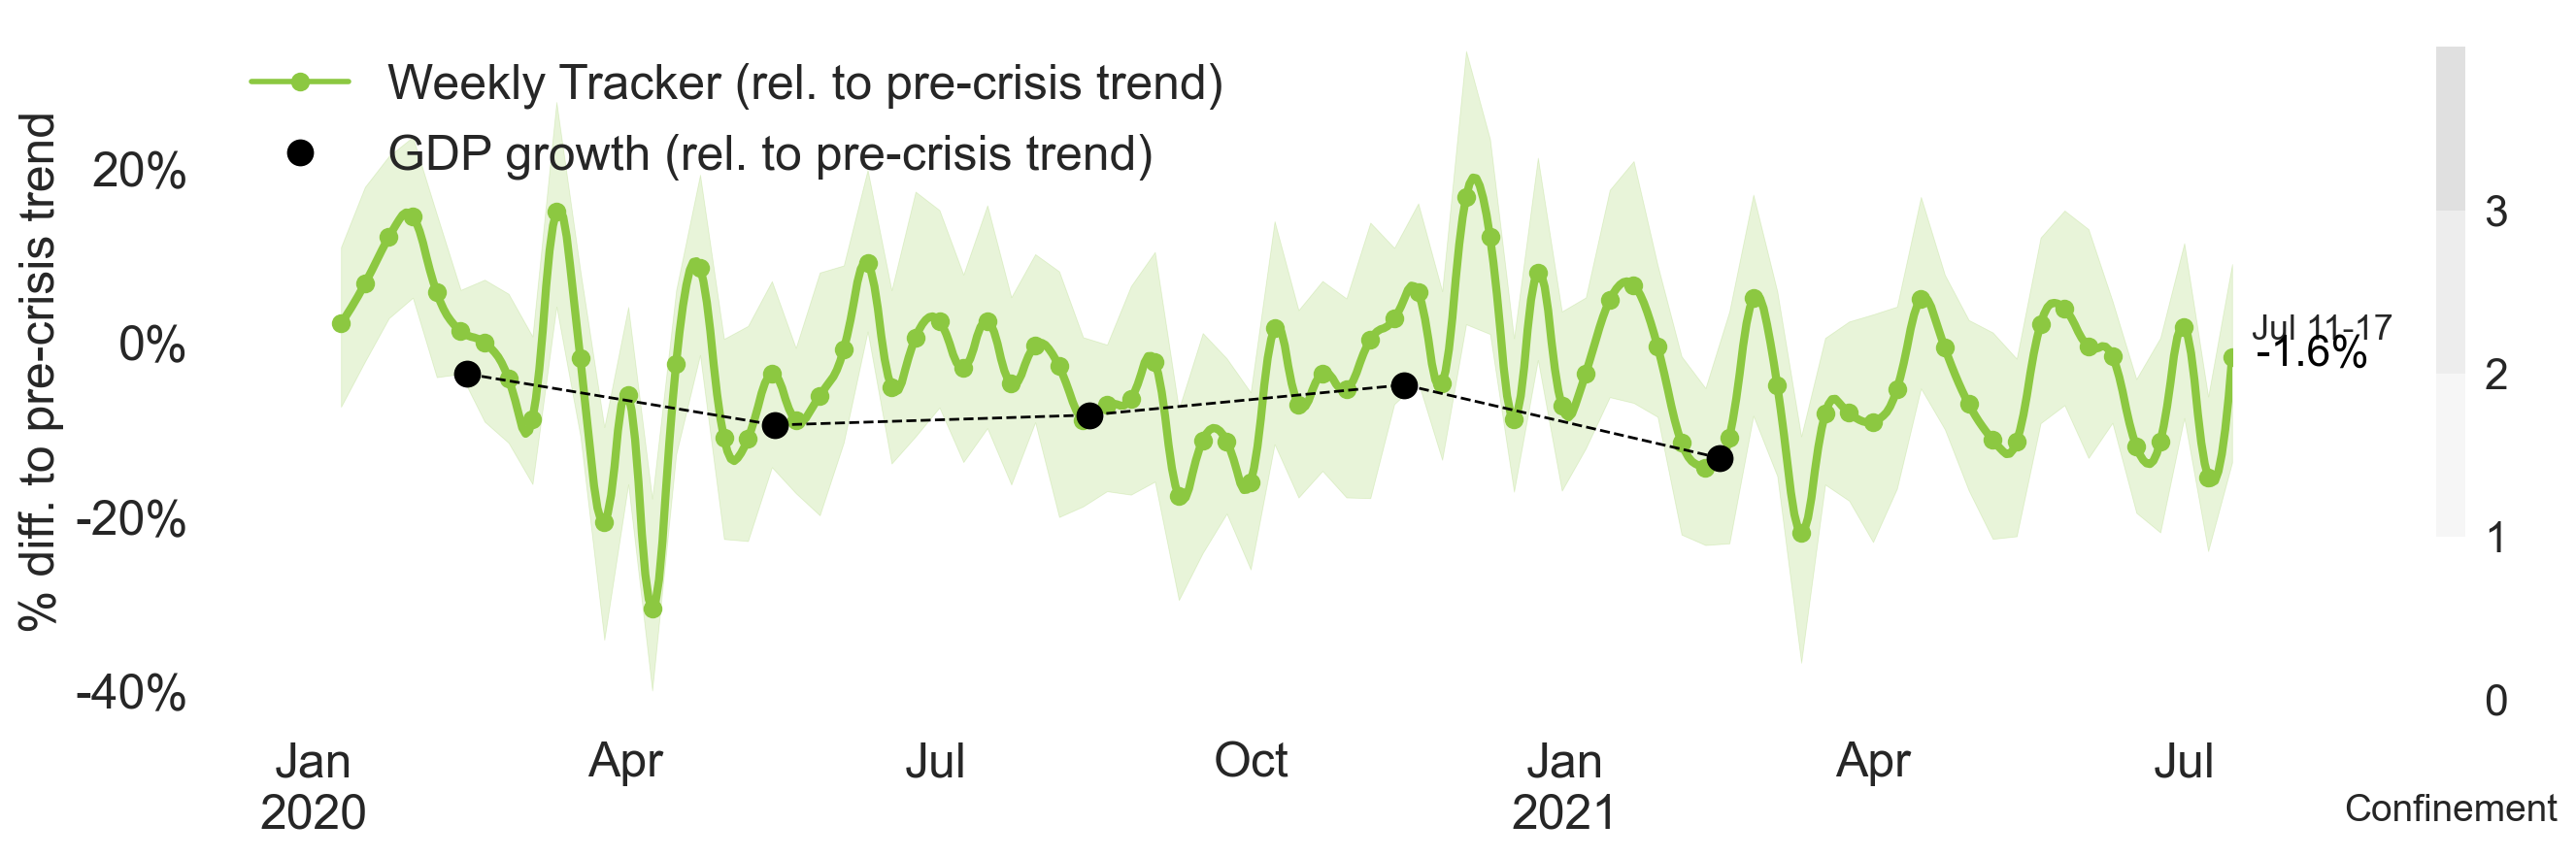 Weekly Tracker (rel. to pre-crisis trend)
GDP growth (rel. to pre-crisis trend)
% diff. to pre-crisis trend
20%
0%
-20%
-40%
Jan
2020
Apr
Jul
Oct
Jan
2021
Apr
Jul
Jul 11-17
-1.6%
3
2
1
0
Confinement